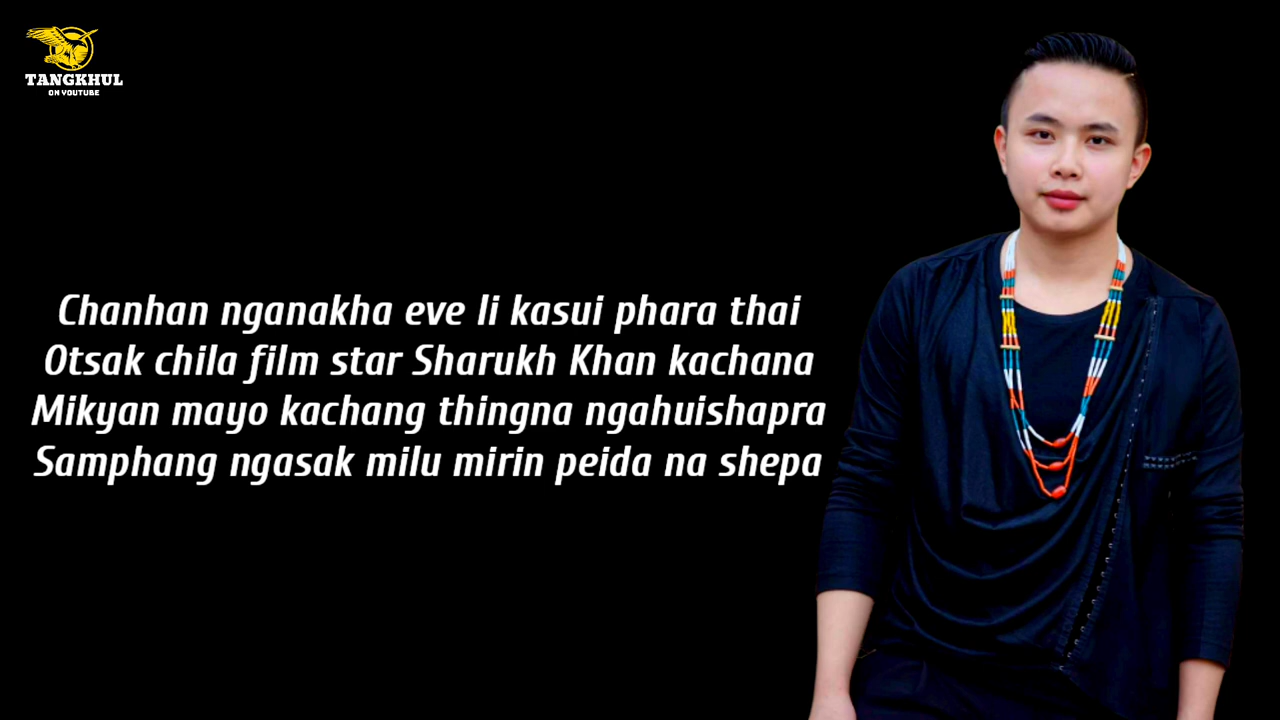 TANGKHUL
ON YOUTUBE
Chanhan nganakha eve li kasui phara thai
Otsak chila film star Sharukh Khan kachana
Mikyan mayo kachang thingna ngahuishapra
Samphang ngasak milu mirin peida na shepa